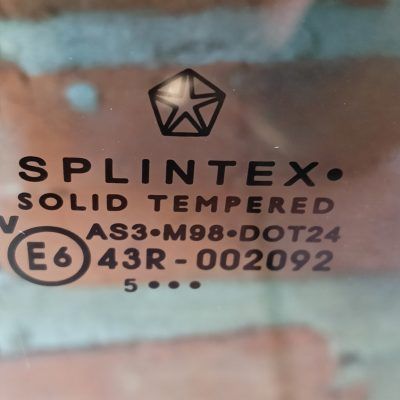 SPLINTEX•
SOLID TEMPERED
V AS3•M98•DOT24
E6 43R-002092
5 •••